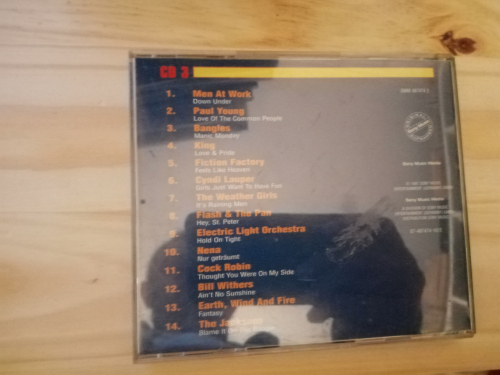 CD 3
1. Men At Work
Down Under
2. Paul Young
Love Of The Common People
3. Bangles
Manic Monday
4. King
Love & Pride
5. Fiction Factory
Feels Like Heaven
6. Cyndi Lauper
Girls Just Want To Have Fun
7. The Weather Girls
It's Raining Men
8. Flash & The Pan
Hey, St. Peter
9. Electric Light Orchestra
Hold On Tight
10. Nena
Nur geträumt
11. Cock Robin
Thought You Were On My Side
12. Bill Withers
Ain't No Sunshine
13. Earth, Wind And Fire
Fantasy
14. The
Blame It On
Sony Music Media
Sony Music Media